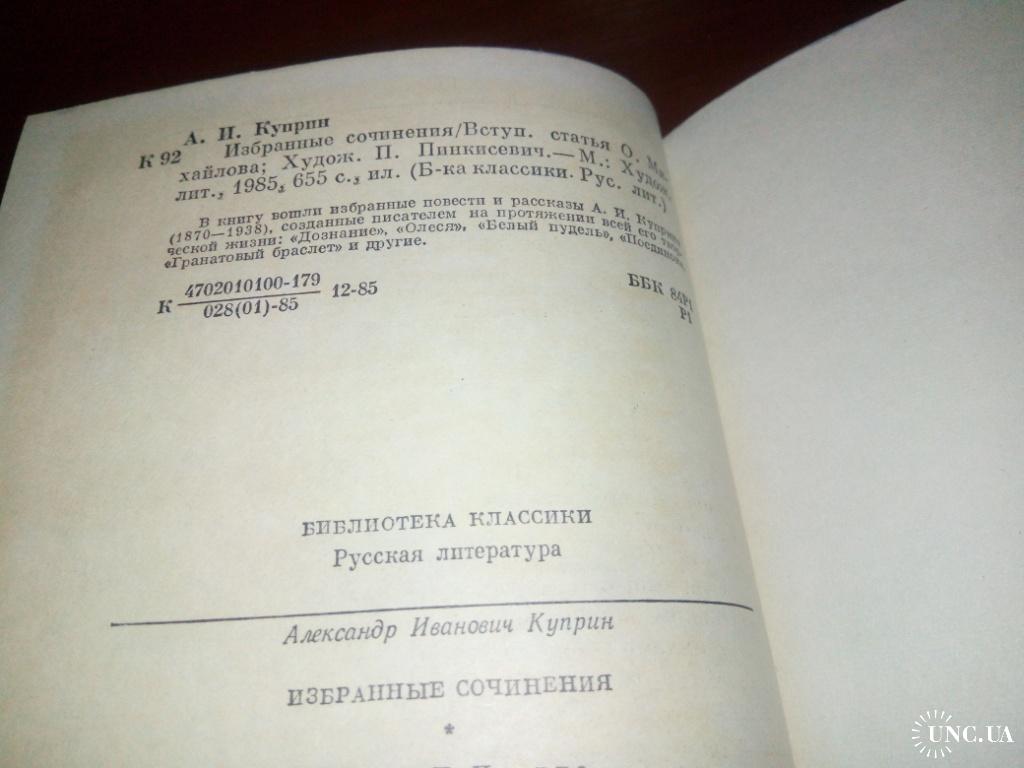 А. И. Куприн
К 92 Избранные сочинения/Вступ. статья О. Ми-
хайлова; Худож. П. Пинкисевич.— М.: Худож.
лит., 1985, 655 с., ил. (Б-ка классики. Рус. лит.)
В книгу вошли избранные повести и рассказы А. И. Куприна
(1870—1938), созданные писателем на протяжении всей его твор-
ческой жизни: «Дознание», «Олеся», «Белый пудель», «Поединок»,
«Гранатовый браслет» и другие.
К 4702010100-179 12-85
028(01)-85
ББК 84Р1
Р1
БИБЛИОТЕКА КЛАССИКИ
Русская литература
Александр Иванович Куприн
ИЗБРАННЫЕ СОЧИНЕНИЯ
*
UNC.UA